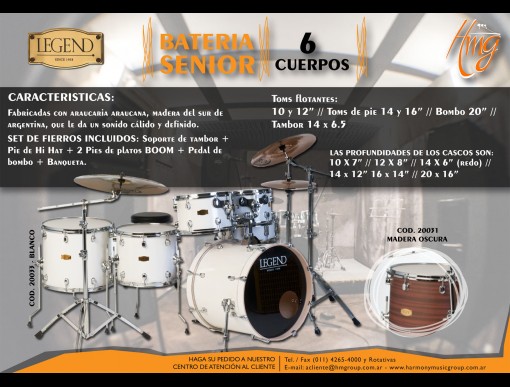 LEGEND
SINCE 1984
BATERIA
SENIOR
6
CUERPOS
Hmg
CARACTERISTICAS:
Fabricadas con araucaría araucana, madera del sur de
argentina, que le da un sonido cálido y definido.
SET DE FIERROS INCLUIDOS: Soporte de tambor +
Pie de Hi Hat + 2 Pies de platos BOOM + Pedal de
bombo + Banqueta.
Toms flotantes:
10 y 12” // Toms de pie 14 y 16” // Bombo 20” //
Tambor 14 x 6.5
LAS PROFUNDIDADES DE LOS CASCOS SON:
10 X 7” // 12 X 8” // 14 X 6” (redo) //
14 x 12” 16 x 14” // 20 x 16”
COD. 20033 - BLANCO
LEGEND
COD. 20031
MADERA OSCURA
HAGA SU PEDIDO A NUESTRO
CENTRO DE ATENCIÓN AL CLIENTE
Tel. / Fax (011) 4265-4000 y Rotativas
E-mail: acliente@hmgroup.com.ar - www.harmonymusicgroup.com.ar